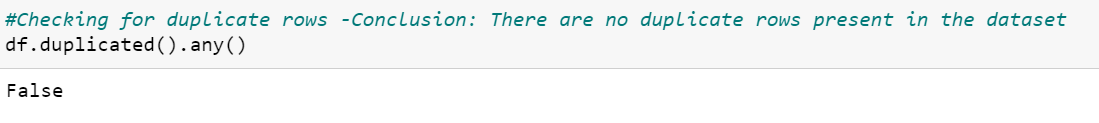 #Checking for duplicate rows -Conclusion: There are no duplicate rows present in the dataset
df.duplicated().any()
False